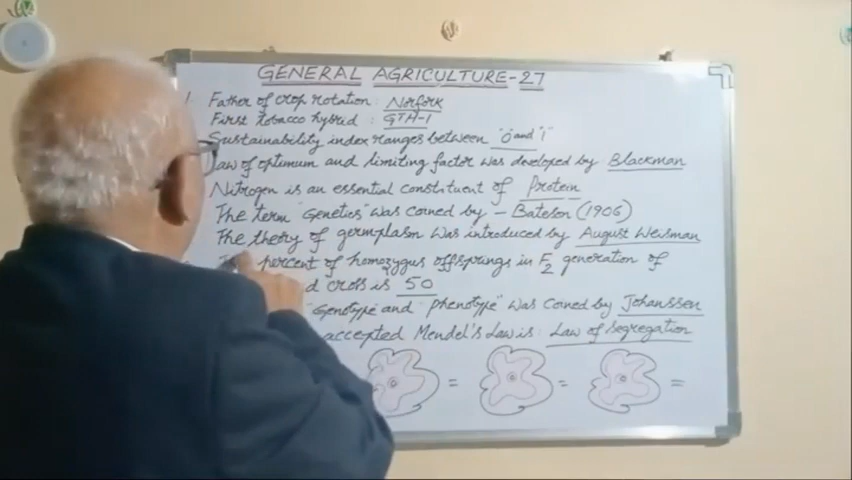 GENERAL AGRICULTURE-27
1. Father of crop rotation: Norfork
First tobacco hybrid: GTH-1
Sustainability index ranges between "0 and "1"
Law of optimum and limiting factor was developed by Blackman
Nitrogen is an essential constituent of Protein
The term "Genetics" was coined by - Bateson (1906)
The theory of germplasm was introduced by August Weisman
percent of homozygus offsprings in F2 generation of
d cross is 50
"Genotype" and "phenotype" was coined by Johanssen
accepted Mendel's Law is: Law of Segregation
= = =